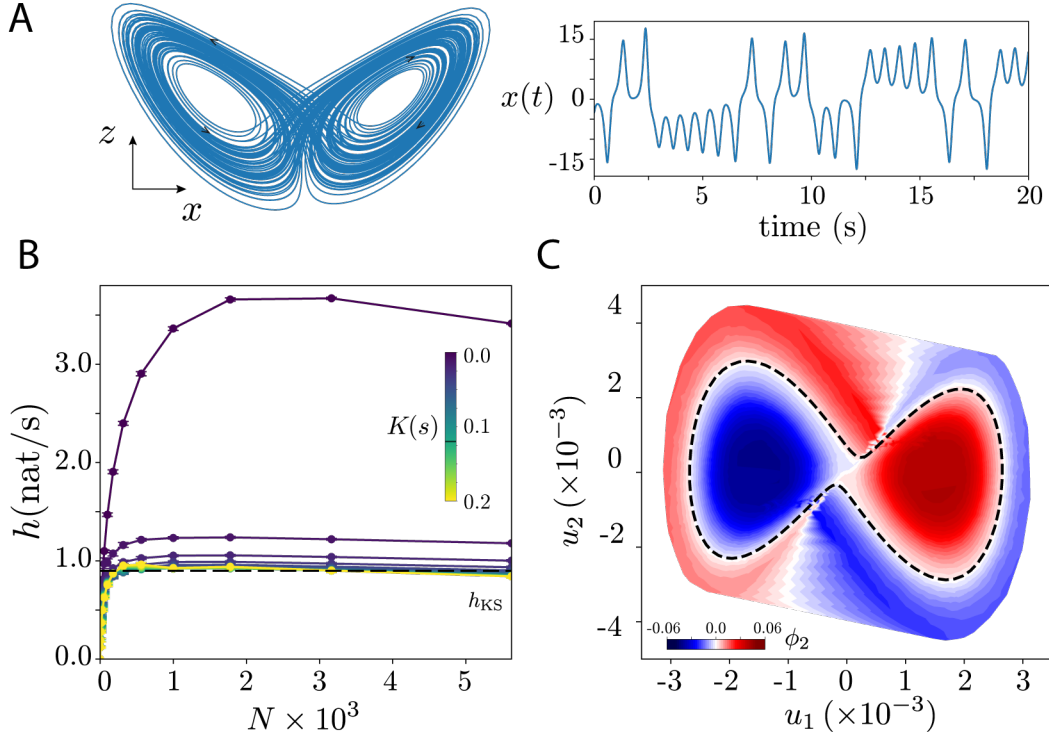 A
z
x
x(t)
15
0
-15
0
5
10
15
20
time (s)
B
h(nat/s)
3.0
2.0
1.0
0.0
K(s)
0.0
0.1
0.2
h_KS
0
1
2
3
4
5
N × 10³
C
u₂ (×10⁻³)
4
2
0
-2
-4
-0.06
0.0
0.06
ϕ₂
-3
-2
-1
0
1
2
3
u₁ (×10⁻³)